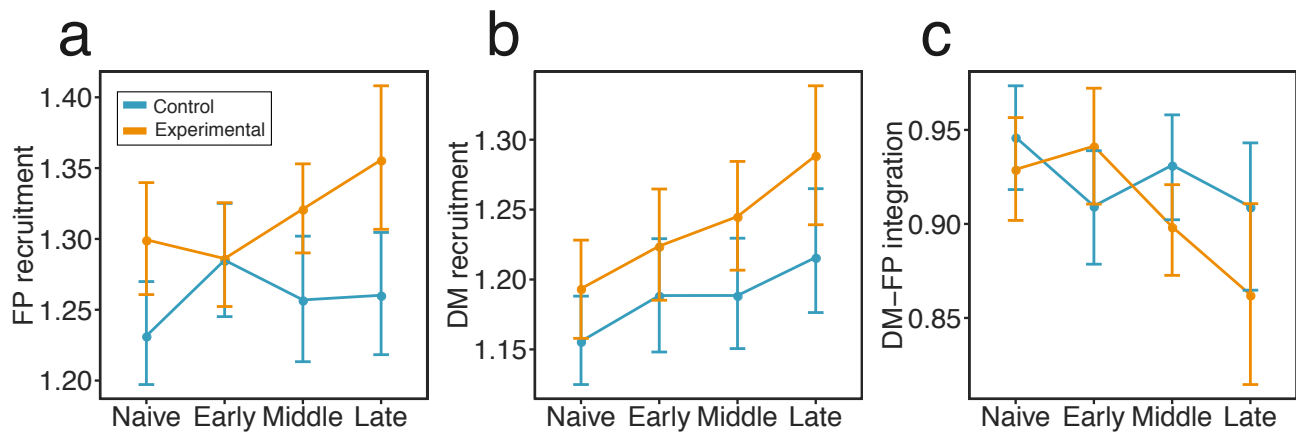 a
FP recruitment
1.40
1.35
1.30
1.25
1.20
Control
Experimental
Naive Early Middle Late
b
DM recruitment
1.30
1.25
1.20
1.15
Naive Early Middle Late
c
DM–FP integration
0.95
0.90
0.85
Naive Early Middle Late